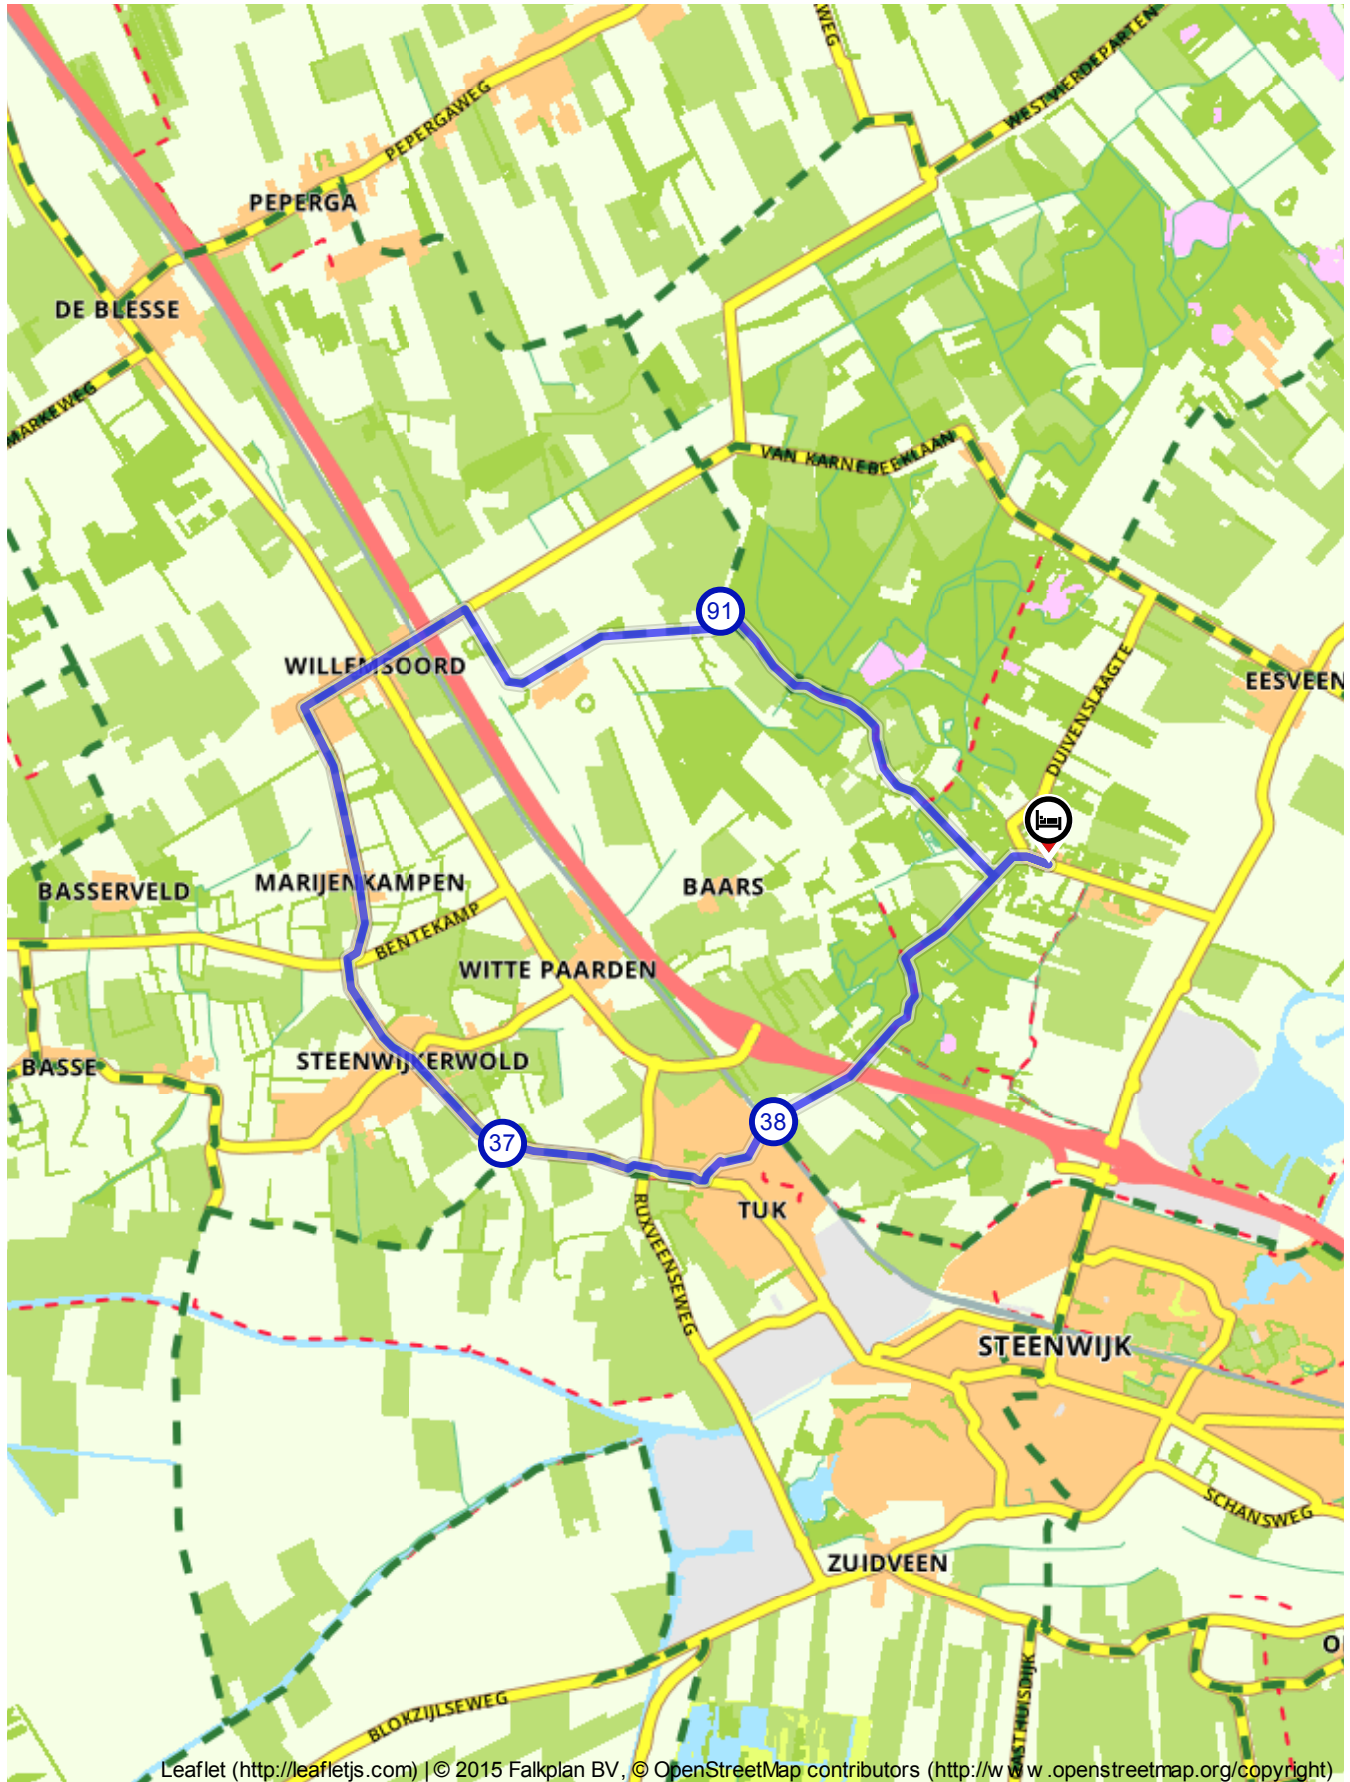 WEG
WESTVIERDEPARTEN
PEPERGAWEG
PEPERGA
DE BLESSE
MARKEWEG
VAN KARNEBEEKLAAN
91
WILLEMSOORD
EESVEEN
DUIVENSLAAGTE
BASSERVELD
MARIJENKAMPEN
BAARS
BENTEKAMP
WITTE PAARDEN
STEENWIJKERWOLD
BASSE
38
37
TUK
RUXVEENSEWEG
STEENWIJK
SCHANSWEG
ZUIDVEEN
O
ASTHUISDIJK
BLOKZIJLSEWEG
Leaflet (http://leafletjs.com) | © 2015 Falkplan BV, © OpenStreetMap contributors (http://www.openstreetmap.org/copyright)